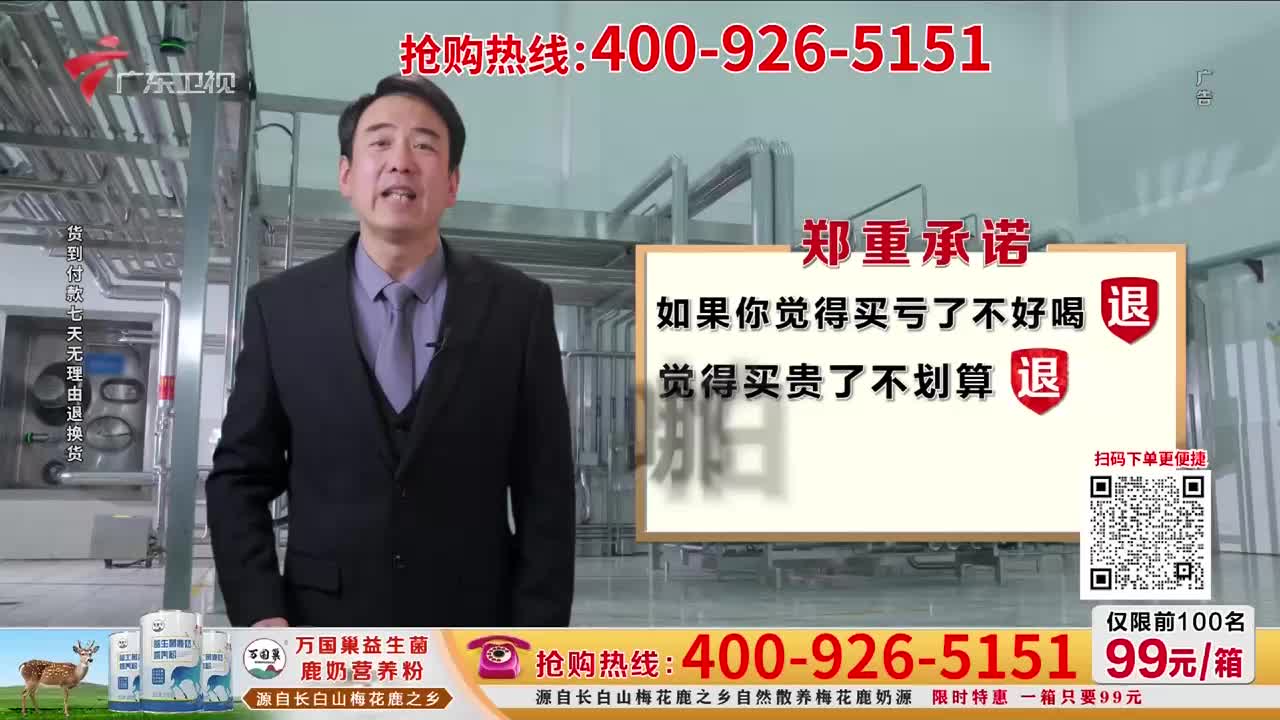 抢购热线:400-926-5151
广东卫视
广告
货到付款七天无理由退换货
郑重承诺
如果你觉得买亏了不好喝 退
觉得买贵了不划算 退
哪怕
扫码下单更便捷
万国巢
万国巢益生菌
鹿奶营养粉
源自长白山梅花鹿之乡
抢购热线:400-926-5151
源自长白山梅花鹿之乡自然散养梅花鹿奶源 限时特惠 一箱只要99元
仅限前100名
99元/箱